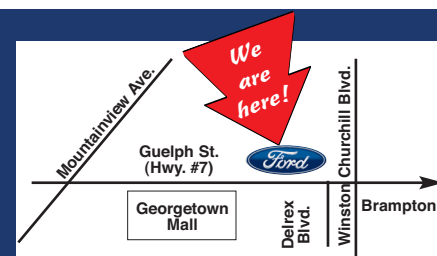 We
are
here!
Mountainview Ave.
Guelph St.
(Hwy. #7)
Ford
Winston Churchill Blvd.
Georgetown
Mall
Delrex
Blvd.
Brampton